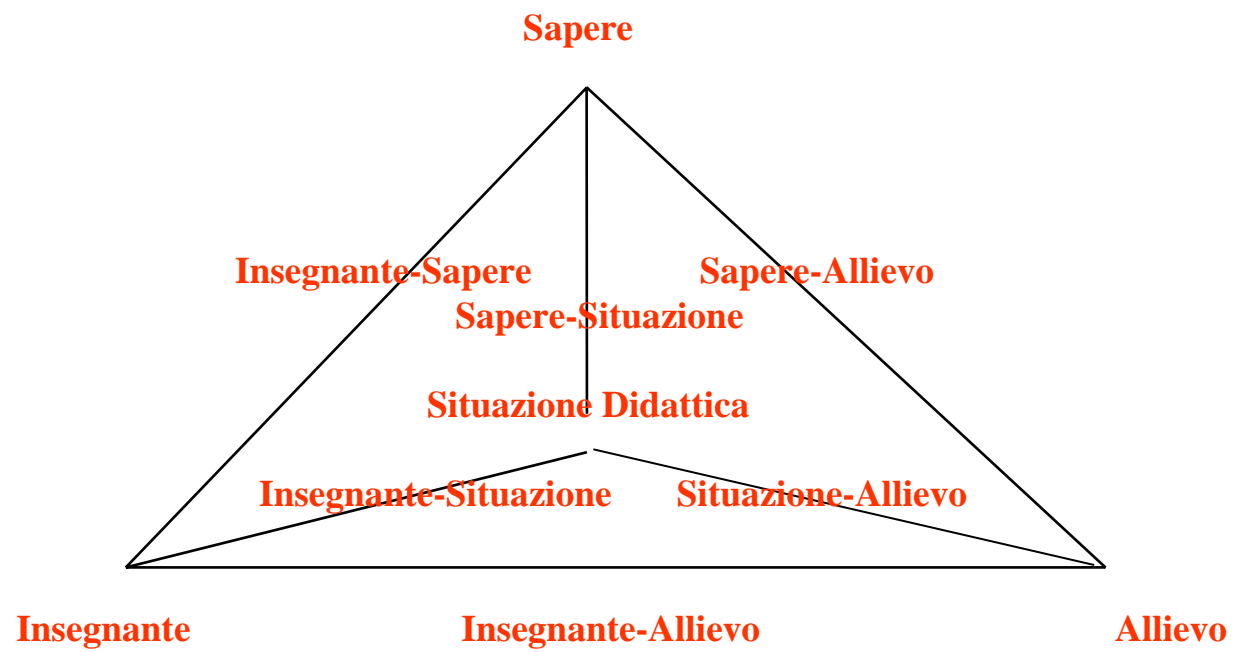 Sapere
Insegnante-Sapere
Sapere-Allievo
Sapere-Situazione
Situazione Didattica
Insegnante-Situazione
Situazione-Allievo
Insegnante
Insegnante-Allievo
Allievo